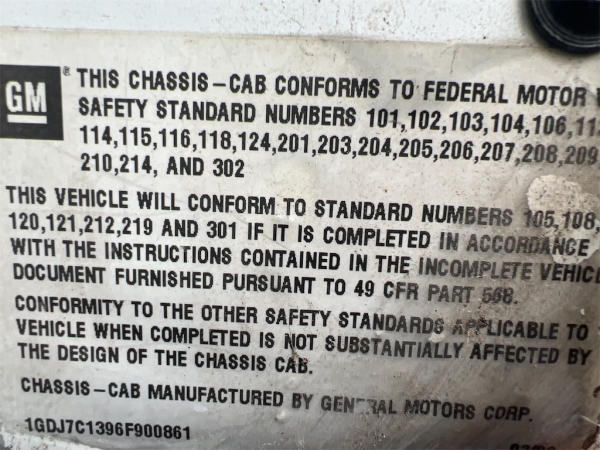 GM
® THIS CHASSIS-CAB CONFORMS TO FEDERAL MOTOR
SAFETY STANDARD NUMBERS 101,102,103,104,106,
114,115,116,118,124,201,203,204,205,206,207,208,209
210,214, AND 302
THIS VEHICLE WILL CONFORM TO STANDARD NUMBERS 105,108,
120,121,212,219 AND 301 IF IT IS COMPLETED IN ACCORDANCE
WITH THE INSTRUCTIONS CONTAINED IN THE INCOMPLETE VEHIC
DOCUMENT FURNISHED PURSUANT TO 49 CFR PART 568.
CONFORMITY TO THE OTHER SAFETY STANDARDS APPLICABLE TO
VEHICLE WHEN COMPLETED IS NOT SUBSTANTIALLY AFFECTED BY
THE DESIGN OF THE CHASSIS CAB.
CHASSIS-CAB MANUFACTURED BY GENERAL MOTORS CORP.
1GDJ7C1396F900861